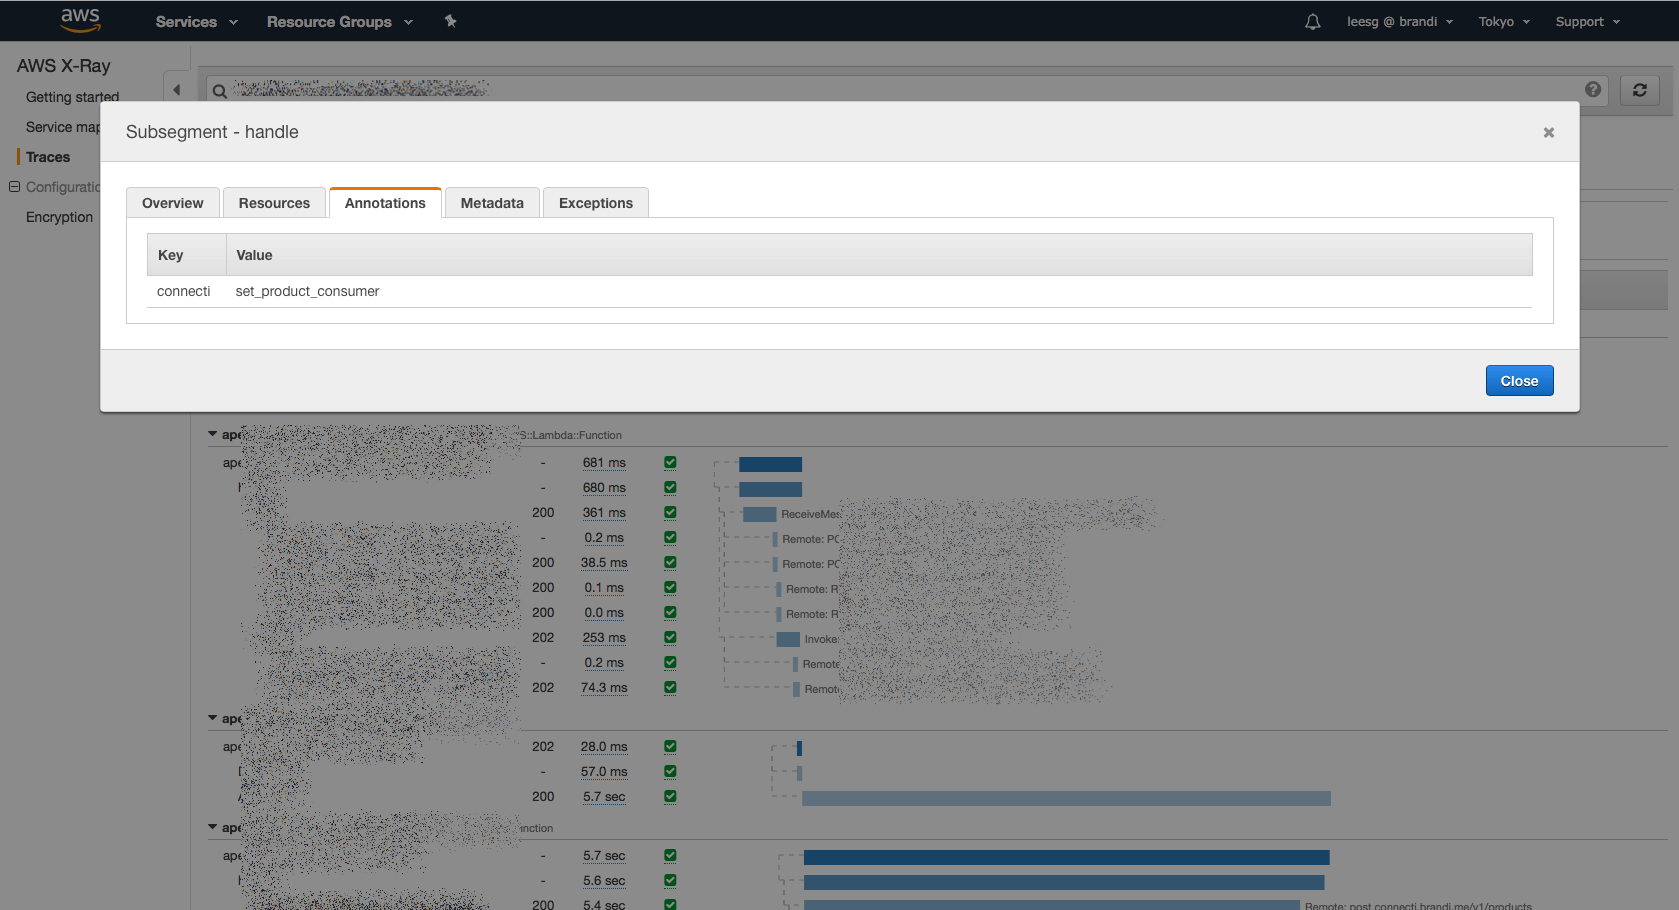 aws Services Resource Groups leesg @ brandi Tokyo Support
AWS X-Ray
Getting started
Service map
Traces
Configuratio
Encryption
Subsegment - handle
Overview Resources Annotations Metadata Exceptions
Key Value
connecti set_product_consumer
Close
ape S::Lambda::Function
ape - 681 ms
- 680 ms
200 361 ms ReceiveMes
- 0.2 ms Remote: PO
200 38.5 ms Remote: PO
200 0.1 ms Remote: R
200 0.0 ms Remote: R
202 253 ms Invoke:
- 0.2 ms Remote
202 74.3 ms Remot
ape
ape 202 28.0 ms
- 57.0 ms
200 5.7 sec
ape nction
ape - 5.7 sec
- 5.6 sec
200 5.4 sec Remote: post connecti.brandi.me/v1/products